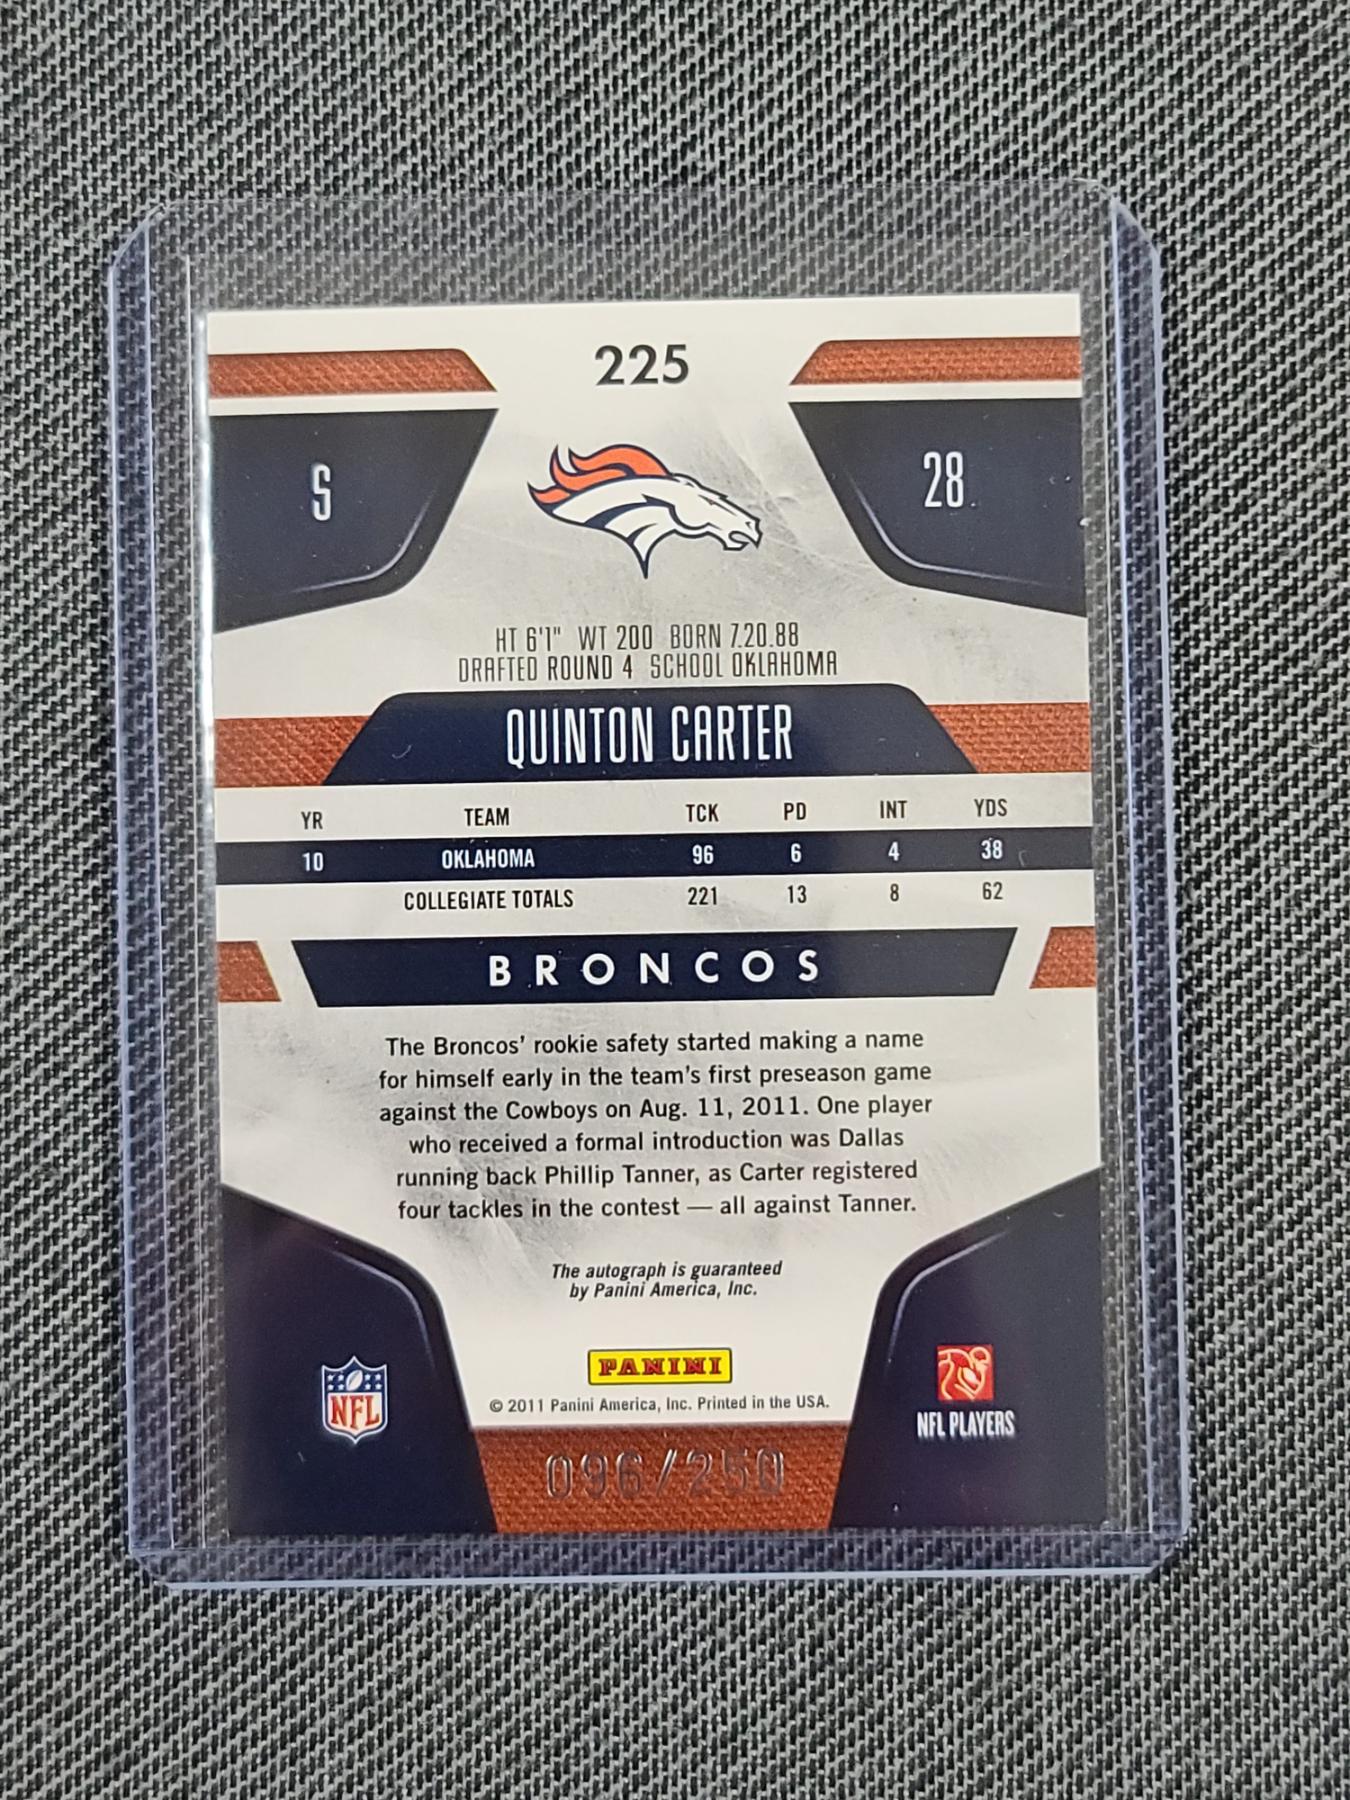 225
S
28
HT 6'1" WT 200 BORN 7.20.88
DRAFTED ROUND 4 SCHOOL OKLAHOMA
QUINTON CARTER
YR TEAM TCK PD INT YDS
10 OKLAHOMA 96 6 4 38
COLLEGIATE TOTALS 221 13 8 62
BRONCOS
The Broncos' rookie safety started making a name
for himself early in the team's first preseason game
against the Cowboys on Aug. 11, 2011. One player
who received a formal introduction was Dallas
running back Phillip Tanner, as Carter registered
four tackles in the contest — all against Tanner.
The autograph is guaranteed
by Panini America, Inc.
PANINI
© 2011 Panini America, Inc. Printed in the USA.
NFL
NFL PLAYERS
096/250